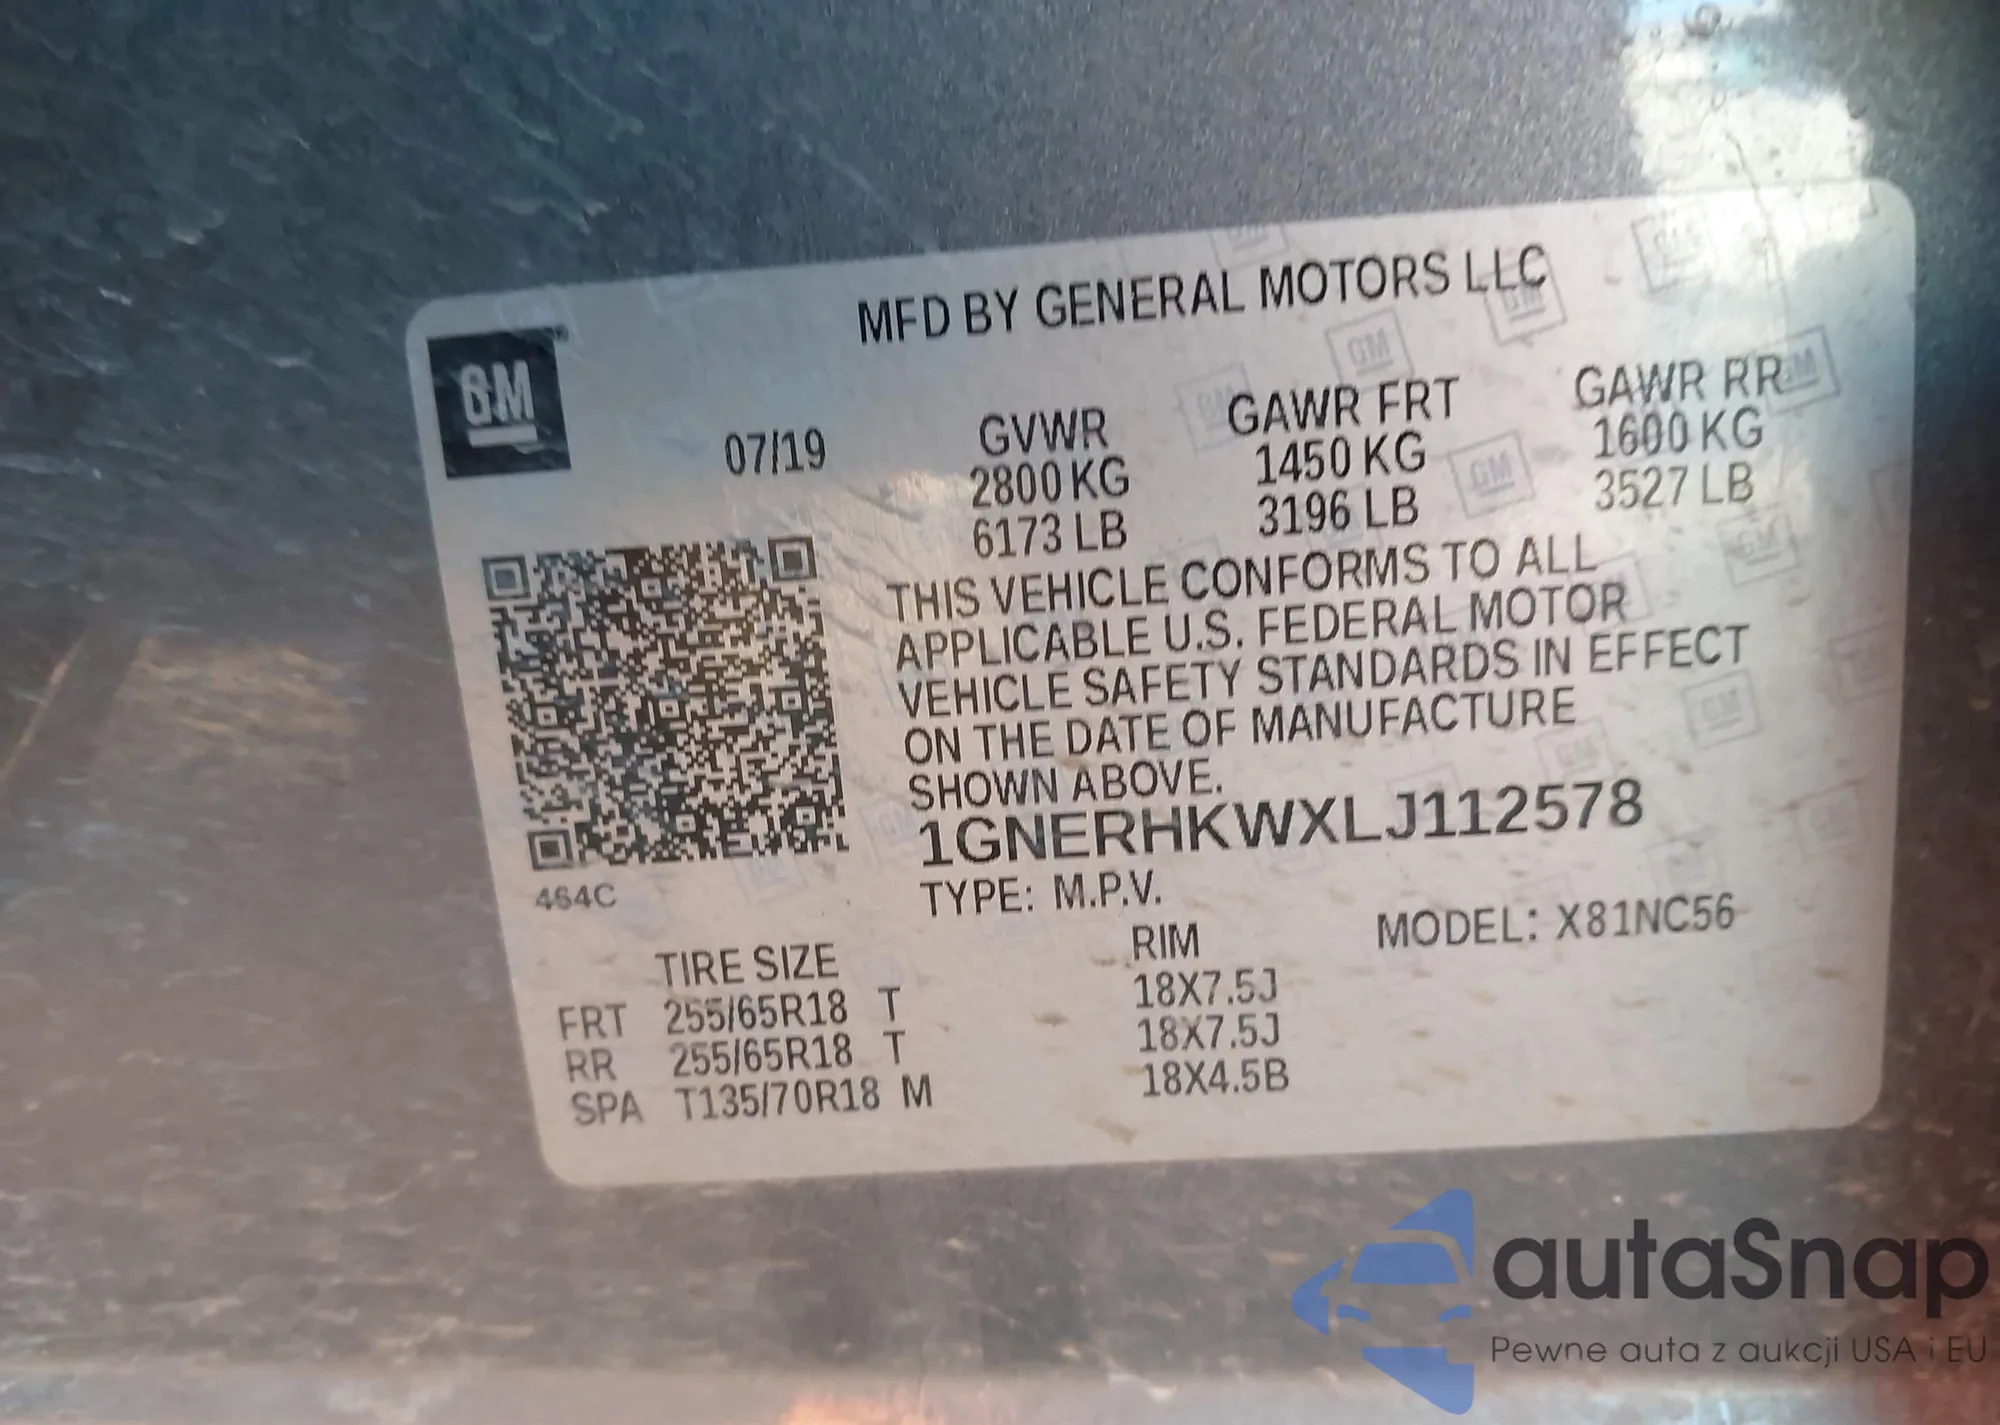 MFD BY GENERAL MOTORS LLC
GM
07/19
GVWR GAWR FRT GAWR RR
2800 KG 1450 KG 1600 KG
6173 LB 3196 LB 3527 LB
THIS VEHICLE CONFORMS TO ALL
APPLICABLE U.S. FEDERAL MOTOR
VEHICLE SAFETY STANDARDS IN EFFECT
ON THE DATE OF MANUFACTURE
SHOWN ABOVE.
1GNERHKWXLJ112578
464C
TYPE: M.P.V. MODEL: X81NC56
TIRE SIZE RIM
FRT 255/65R18 T 18X7.5J
RR 255/65R18 T 18X7.5J
SPA T135/70R18 M 18X4.5B
autaSnap
Pewne auta z aukcji USA i EU